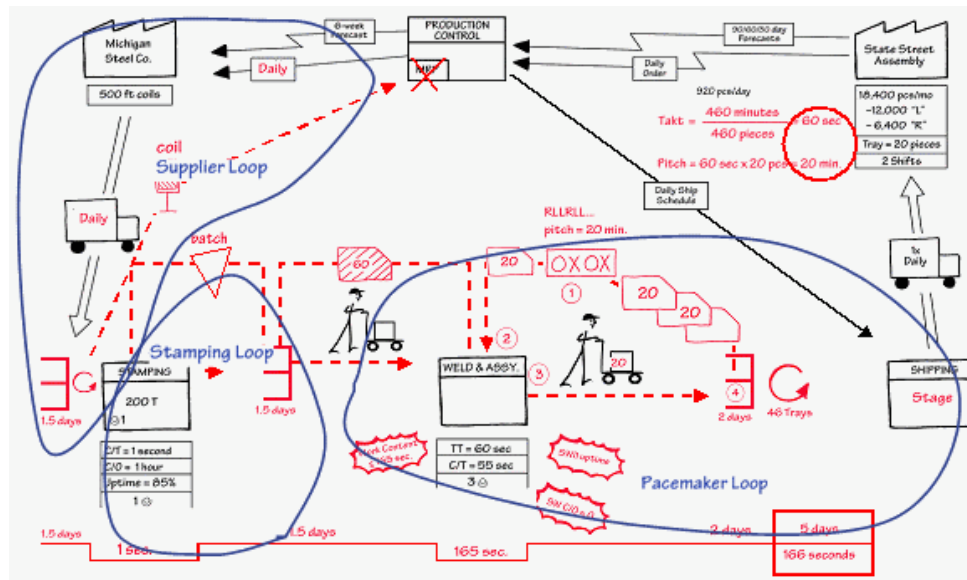 Michigan
Steel Co.
500 ft coils
6-week
Forecast
Daily
PRODUCTION
CONTROL
MRP
90/60/30 day
Forecasts
Daily
Order
State Street
Assembly
18,400 pcs/mo
-12,000 "L"
- 6,400 "R"
Tray = 20 pieces
2 Shifts
920 pcs/day
Takt = 460 minutes
460 pieces
= 60 sec
Pitch = 60 sec x 20 pcs = 20 min.
coil
Supplier Loop
Daily
batch
60
RLLRLL...
pitch = 20 min.
20
OXOX
1
20
20
Daily Ship
Schedule
1x
Daily
Stamping Loop
STAMPING
200 T
1
1.5 days
1.5 days
2
WELD & ASSY.
3
20
4
2 days
46 Trays
SHIPPING
Stage
C/T = 1 second
C/O = 1 hour
Uptime = 85%
1
Work Content
TT = 60 sec
C/T = 55 sec
3
Pacemaker Loop
1.5 days
1 sec.
1.5 days
165 sec.
2 days
5 days
166 seconds